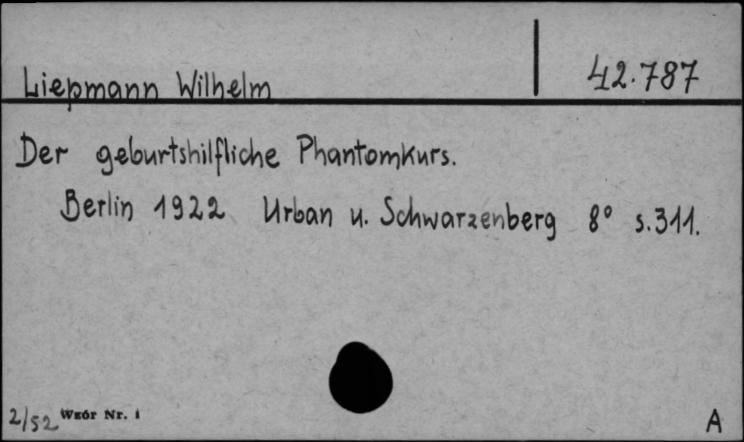 Liepmann Wilhelm 42.787
Der geburtshilfliche Phantomkurs.
Berlin 1922 Urban u. Schwarzenberg 8° s.311.
2/52 Wzór Nr. 1 A